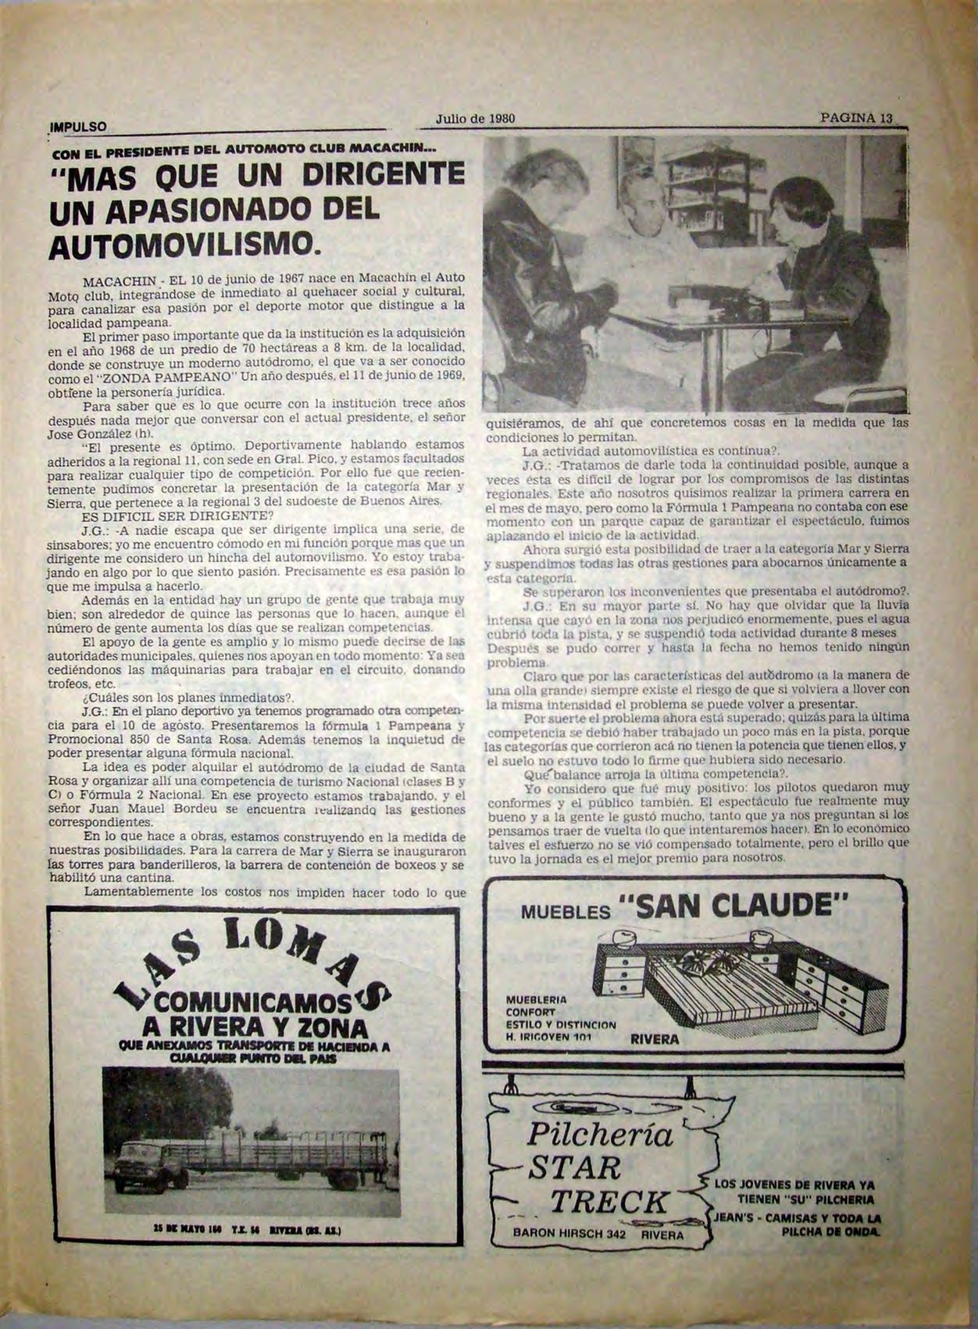 IMPULSO
Julio de 1980
PAGINA 13
CON EL PRESIDENTE DEL AUTOMOTO CLUB MACACHIN...
"MAS QUE UN DIRIGENTE
UN APASIONADO DEL
AUTOMOVILISMO.
MACACHIN - EL 10 de junio de 1967 nace en Macachín el Auto
Moto club, integrándose de inmediato al quehacer social y cultural,
para canalizar esa pasión por el deporte motor que distingue a la
localidad pampeana.
El primer paso importante que da la institución es la adquisición
en el año 1968 de un predio de 70 hectáreas a 8 km. de la localidad,
donde se construye un moderno autódromo, el que va a ser conocido
como el "ZONDA PAMPEANO" Un año después, el 11 de junio de 1969,
obtiene la personería jurídica.
Para saber que es lo que ocurre con la institución trece años
después nada mejor que conversar con el actual presidente, el señor
Jose González (h).
"El presente es óptimo. Deportivamente hablando estamos
adheridos a la regional 11, con sede en Gral. Pico, y estamos facultados
para realizar cualquier tipo de competición. Por ello fue que recien-
temente pudimos concretar la presentación de la categoría Mar y
Sierra, que pertenece a la regional 3 del sudoeste de Buenos Aires.
ES DIFICIL SER DIRIGENTE?
J.G.: -A nadie escapa que ser dirigente implica una serie, de
sinsabores; yo me encuentro cómodo en mi función porque mas que un
dirigente me considero un hincha del automovilismo. Yo estoy traba-
jando en algo por lo que siento pasión. Precisamente es esa pasión lo
que me impulsa a hacerlo.
Además en la entidad hay un grupo de gente que trabaja muy
bien; son alrededor de quince las personas que lo hacen, aunque el
número de gente aumenta los días que se realizan competencias.
El apoyo de la gente es amplio y lo mismo puede decirse de las
autoridades municipales, quienes nos apoyan en todo momento: Ya sea
cediéndonos las máquinarias para trabajar en el circuito, donando
trofeos, etc.
¿Cuáles son los planes inmediatos?.
J.G.: En el plano deportivo ya tenemos programado otra competen-
cia para el 10 de agosto. Presentaremos la fórmula 1 Pampeana y
Promocional 850 de Santa Rosa. Además tenemos la inquietud de
poder presentar alguna fórmula nacional.
La idea es poder alquilar el autódromo de la ciudad de Santa
Rosa y organizar allí una competencia de turismo Nacional (clases B y
C) o Fórmula 2 Nacional. En ese proyecto estamos trabajando, y el
señor Juan Mauel Bordeu se encuentra realizando las gestiones
correspondientes.
En lo que hace a obras, estamos construyendo en la medida de
nuestras posibilidades. Para la carrera de Mar y Sierra se inauguraron
las torres para banderilleros, la barrera de contención de boxeos y se
habilitó una cantina.
Lamentablemente los costos nos impiden hacer todo lo que
quisiéramos, de ahí que concretemos cosas en la medida que las
condiciones lo permitan.
La actividad automovilística es contínua?.
J.G.: -Tratamos de darle toda la continuidad posible, aunque a
veces ésta es difícil de lograr por los compromisos de las distintas
regionales. Este año nosotros quisimos realizar la primera carrera en
el mes de mayo, pero como la Fórmula 1 Pampeana no contaba con ese
momento con un parque capaz de garantizar el espectáculo, fuimos
aplazando el inicio de la actividad.
Ahora surgió esta posibilidad de traer a la categoria Mar y Sierra
y suspendimos todas las otras gestiones para abocarnos únicamente a
esta categoría.
Se superaron los inconvenientes que presentaba el autódromo?.
J.G.: En su mayor parte sí. No hay que olvidar que la lluvia
intensa que cayó en la zona nos perjudicó enormemente, pues el agua
cubrió toda la pista, y se suspendió toda actividad durante 8 meses
Después se pudo correr y hasta la fecha no hemos tenido ningún
problema
Claro que por las características del autódromo (a la manera de
una olla grande) siempre existe el riesgo de que si volviera a llover con
la misma intensidad el problema se puede volver a presentar.
Por suerte el problema ahora está superado; quizás para la última
competencia se debió haber trabajado un poco más en la pista, porque
las categorías que corrieron acá no tienen la potencia que tienen ellos, y
el suelo no estuvo todo lo firme que hubiera sido necesario.
Qué balance arroja la última competencia?.
Yo considero que fué muy positivo: los pilotos quedaron muy
conformes y el público también. El espectáculo fue realmente muy
bueno y a la gente le gustó mucho, tanto que ya nos preguntan si los
pensamos traer de vuelta (lo que intentaremos hacer). En lo económico
talves el esfuerzo no se vió compensado totalmente, pero el brillo que
tuvo la jornada es el mejor premio para nosotros.
LAS LOMAS
COMUNICAMOS
A RIVERA Y ZONA
QUE ANEXAMOS TRANSPORTE DE HACIENDA A
CUALQUIER PUNTO DEL PAIS
25 DE MAYO 160 T.E. 54 RIVERA (BS. AS.)
MUEBLES "SAN CLAUDE"
MUEBLERIA
CONFORT
ESTILO Y DISTINCION
H. IRIGOYEN 101 RIVERA
Pilchería
STAR
TRECK
BARON HIRSCH 342 RIVERA
LOS JOVENES DE RIVERA YA
TIENEN "SU" PILCHERIA
JEAN'S - CAMISAS Y TODA LA
PILCHA DE ONDA.